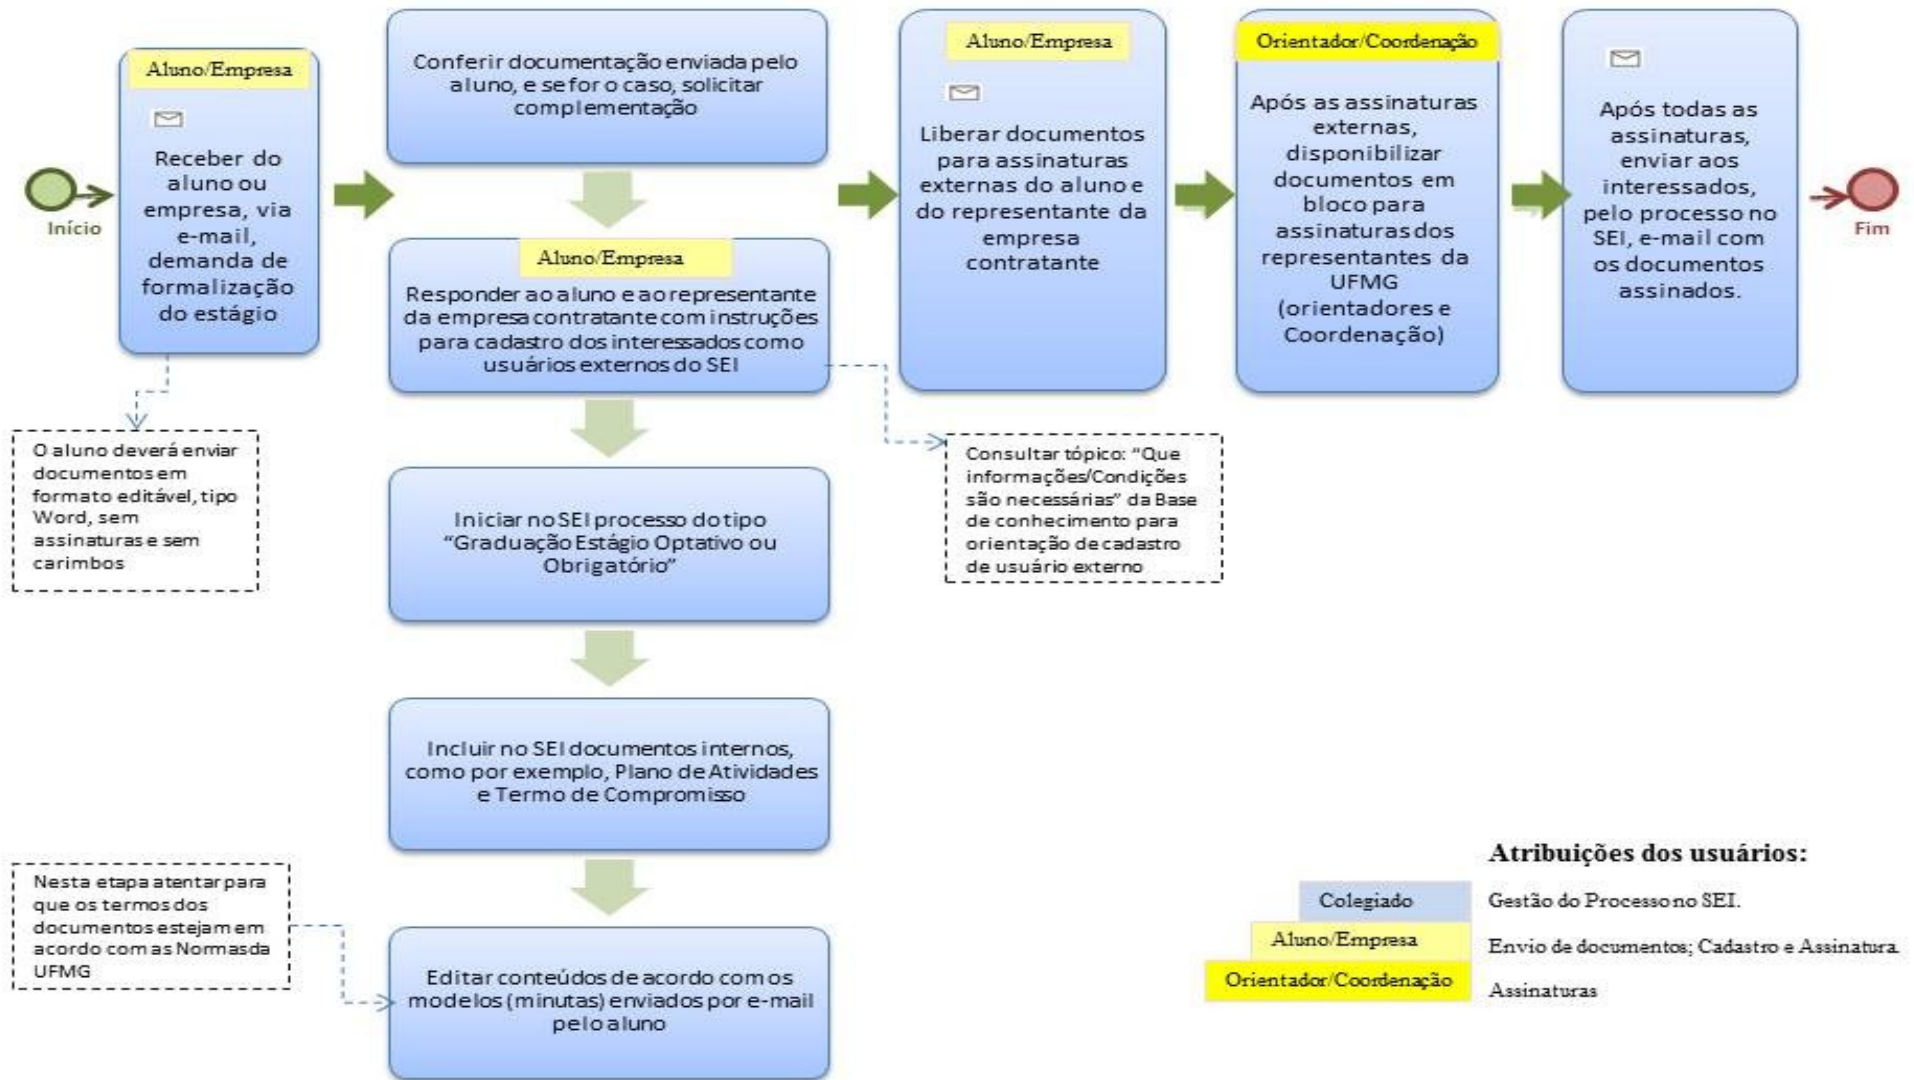 Início
Aluno/Empresa
Receber do
aluno ou
empresa, via
e-mail,
demanda de
formalização
do estágio
O aluno deverá enviar
documentos em
formato editável, tipo
Word, sem
assinaturas e sem
carimbos
Conferir documentação enviada pelo
aluno, e se for o caso, solicitar
complementação
Aluno/Empresa
Responder ao aluno e ao representante
da empresa contratante com instruções
para cadastro dos interessados como
usuários externos do SEI
Consultar tópico: “Que
informações/Condições
são necessárias” da Base
de conhecimento para
orientação de cadastro
de usuário externo
Iniciar no SEI processo do tipo
“Graduação Estágio Optativo ou
Obrigatório”
Incluir no SEI documentos internos,
como por exemplo, Plano de Atividades
e Termo de Compromisso
Nesta etapa atentar para
que os termos dos
documentos estejam em
acordo com as Normas da
UFMG
Editar conteúdos de acordo com os
modelos (minutas) enviados por e-mail
pelo aluno
Aluno/Empresa
Liberar documentos
para assinaturas
externas do aluno e
do representante da
empresa
contratante
Orientador/Coordenação
Após as assinaturas
externas,
disponibilizar
documentos em
bloco para
assinaturas dos
representantes da
UFMG
(orientadores e
Coordenação)
Após todas as
assinaturas,
enviar aos
interessados,
pelo processo no
SEI, e-mail com
os documentos
assinados.
Fim
Atribuições dos usuários:
Colegiado Gestão do Processo no SEI.
Aluno/Empresa Envio de documentos; Cadastro e Assinatura.
Orientador/Coordenação Assinaturas